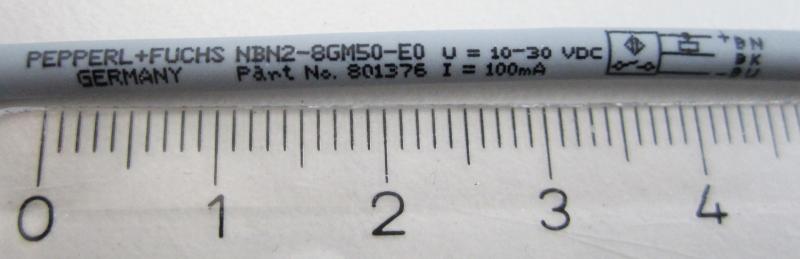 PEPPERL+FUCHS NBN2-8GM50-E0 U = 10-30 VDC
GERMANY Part No. 801376 I = 100mA
+ BN
BK
- BU
0 1 2 3 4